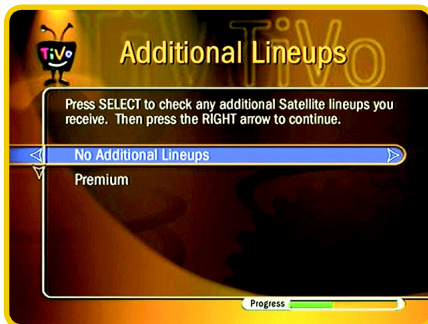 TiVo
Additional Lineups
Press SELECT to check any additional Satellite lineups you
receive. Then press the RIGHT arrow to continue.
No Additional Lineups
Premium
Progress